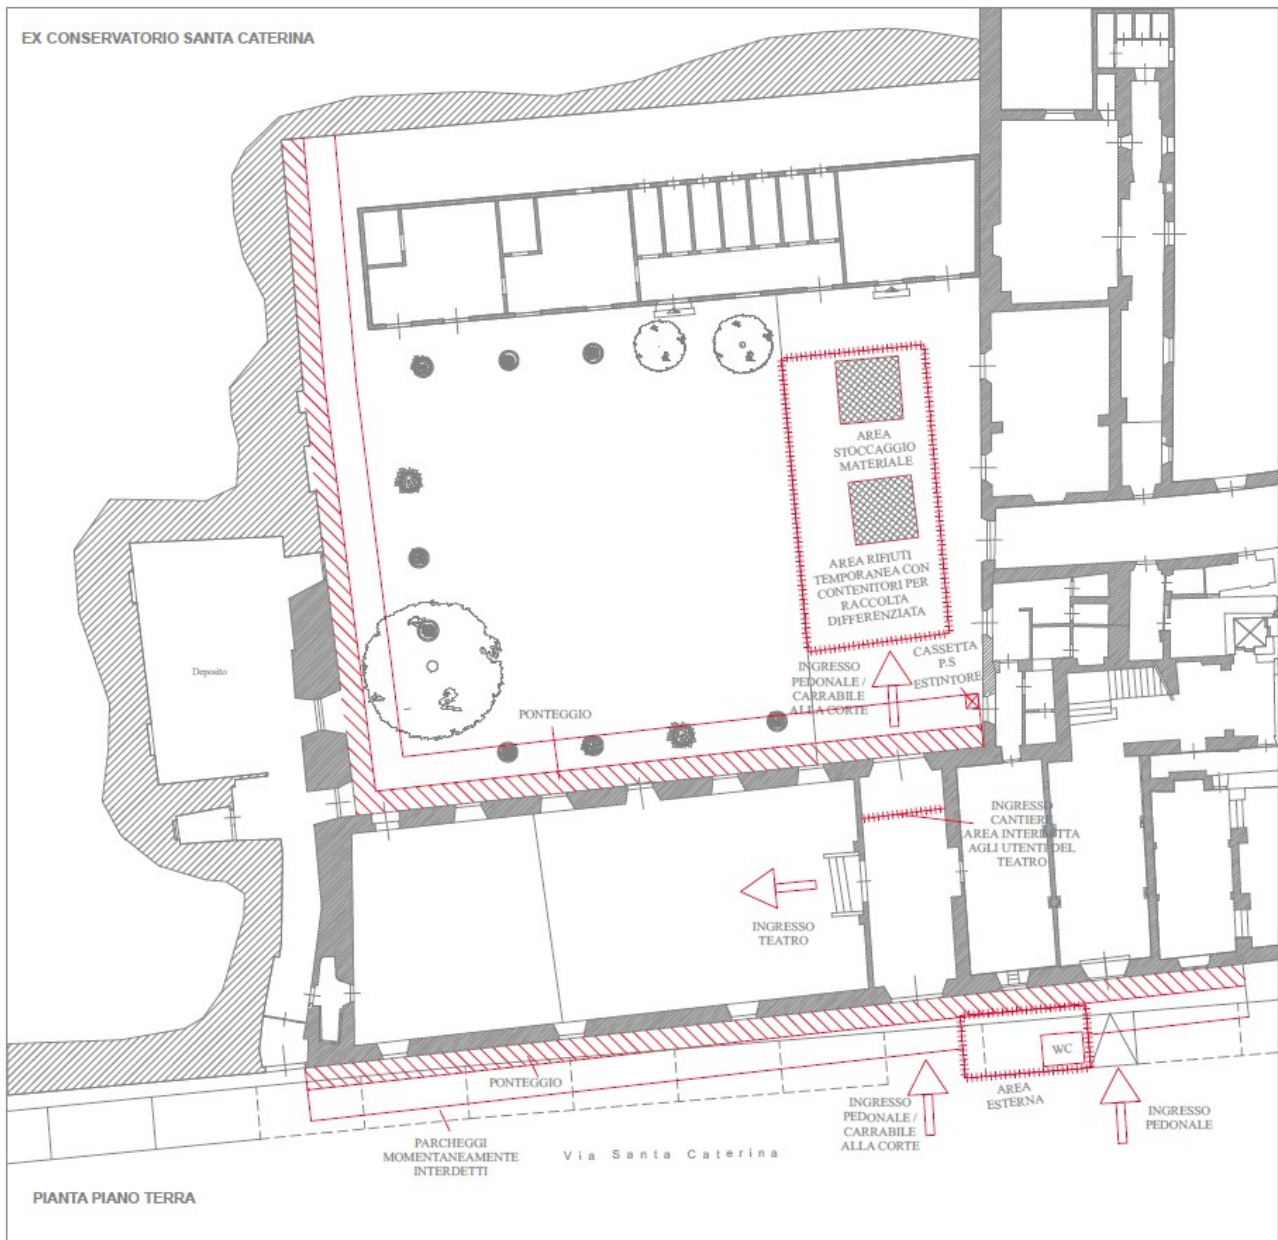 EX CONSERVATORIO SANTA CATERINA
AREA
STOCCAGGIO
MATERIALE
AREA RIFIUTI
TEMPORANEA CON
CONTENITORI PER
RACCOLTA
DIFFERENZIATA
Deposito
INGRESSO
PEDONALE /
CARRABILE
ALLA CORTE
CASSETTA
P.S
ESTINTORE
PONTEGGIO
INGRESSO
CANTIERE
AREA INTERDETTA
AGLI UTENTI DEL
TEATRO
INGRESSO
TEATRO
WC
PONTEGGIO
AREA
ESTERNA
INGRESSO
PEDONALE /
CARRABILE
ALLA CORTE
INGRESSO
PEDONALE
PARCHEGGI
MOMENTANEAMENTE
INTERDETTI
Via Santa Caterina
PIANTA PIANO TERRA